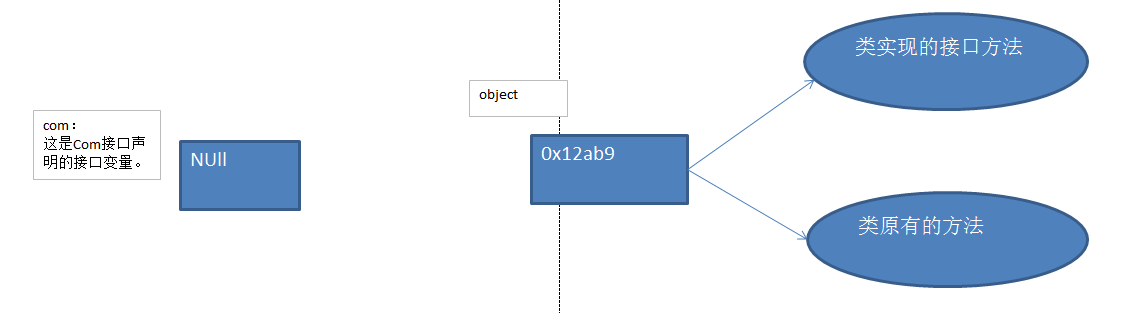 com：
这是Com接口声
明的接口变量。
NUll
object
0x12ab9
类实现的接口方法
类原有的方法